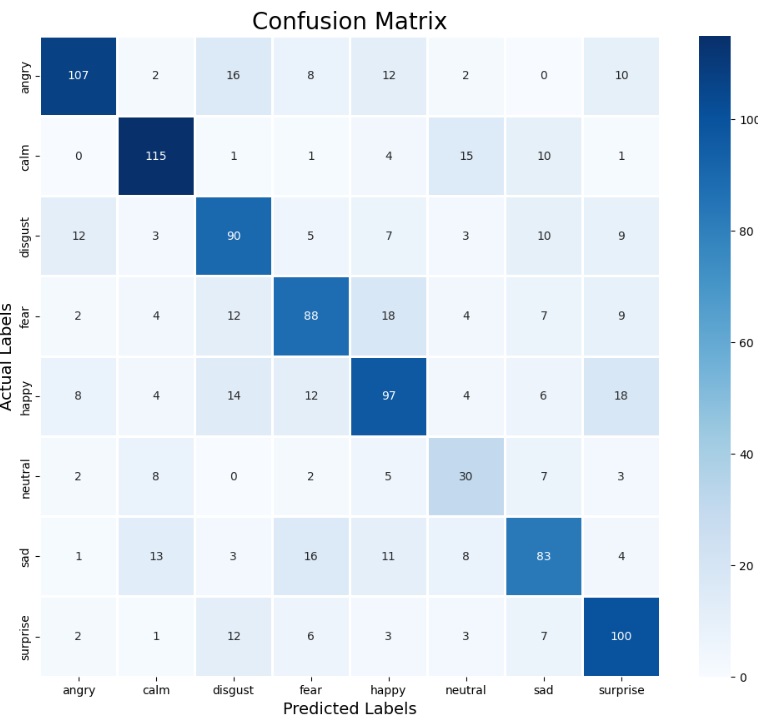 Confusion Matrix
angry 107 2 16 8 12 2 0 10
calm 0 115 1 1 4 15 10 1
disgust 12 3 90 5 7 3 10 9
fear 2 4 12 88 18 4 7 9
happy 8 4 14 12 97 4 6 18
neutral 2 8 0 2 5 30 7 3
sad 1 13 3 16 11 8 83 4
surprise 2 1 12 6 3 3 7 100
angry calm disgust fear happy neutral sad surprise
Predicted Labels
Actual Labels
100
80
60
40
20
0